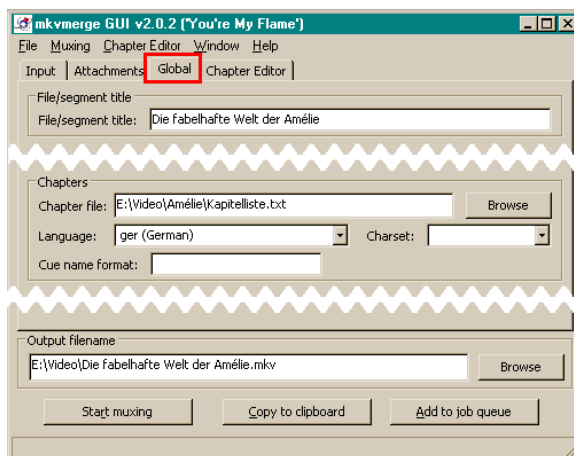 mkvmerge GUI v2.0.2 ('You're My Flame')
File Muxing Chapter Editor Window Help
Input Attachments Global Chapter Editor
File/segment title
File/segment title: Die fabelhafte Welt der Amélie
Chapters
Chapter file: E:\Video\Amélie\Kapitelliste.txt Browse
Language: ger (German) Charset:
Cue name format:
Output filename
E:\Video\Die fabelhafte Welt der Amélie.mkv Browse
Start muxing Copy to clipboard Add to job queue